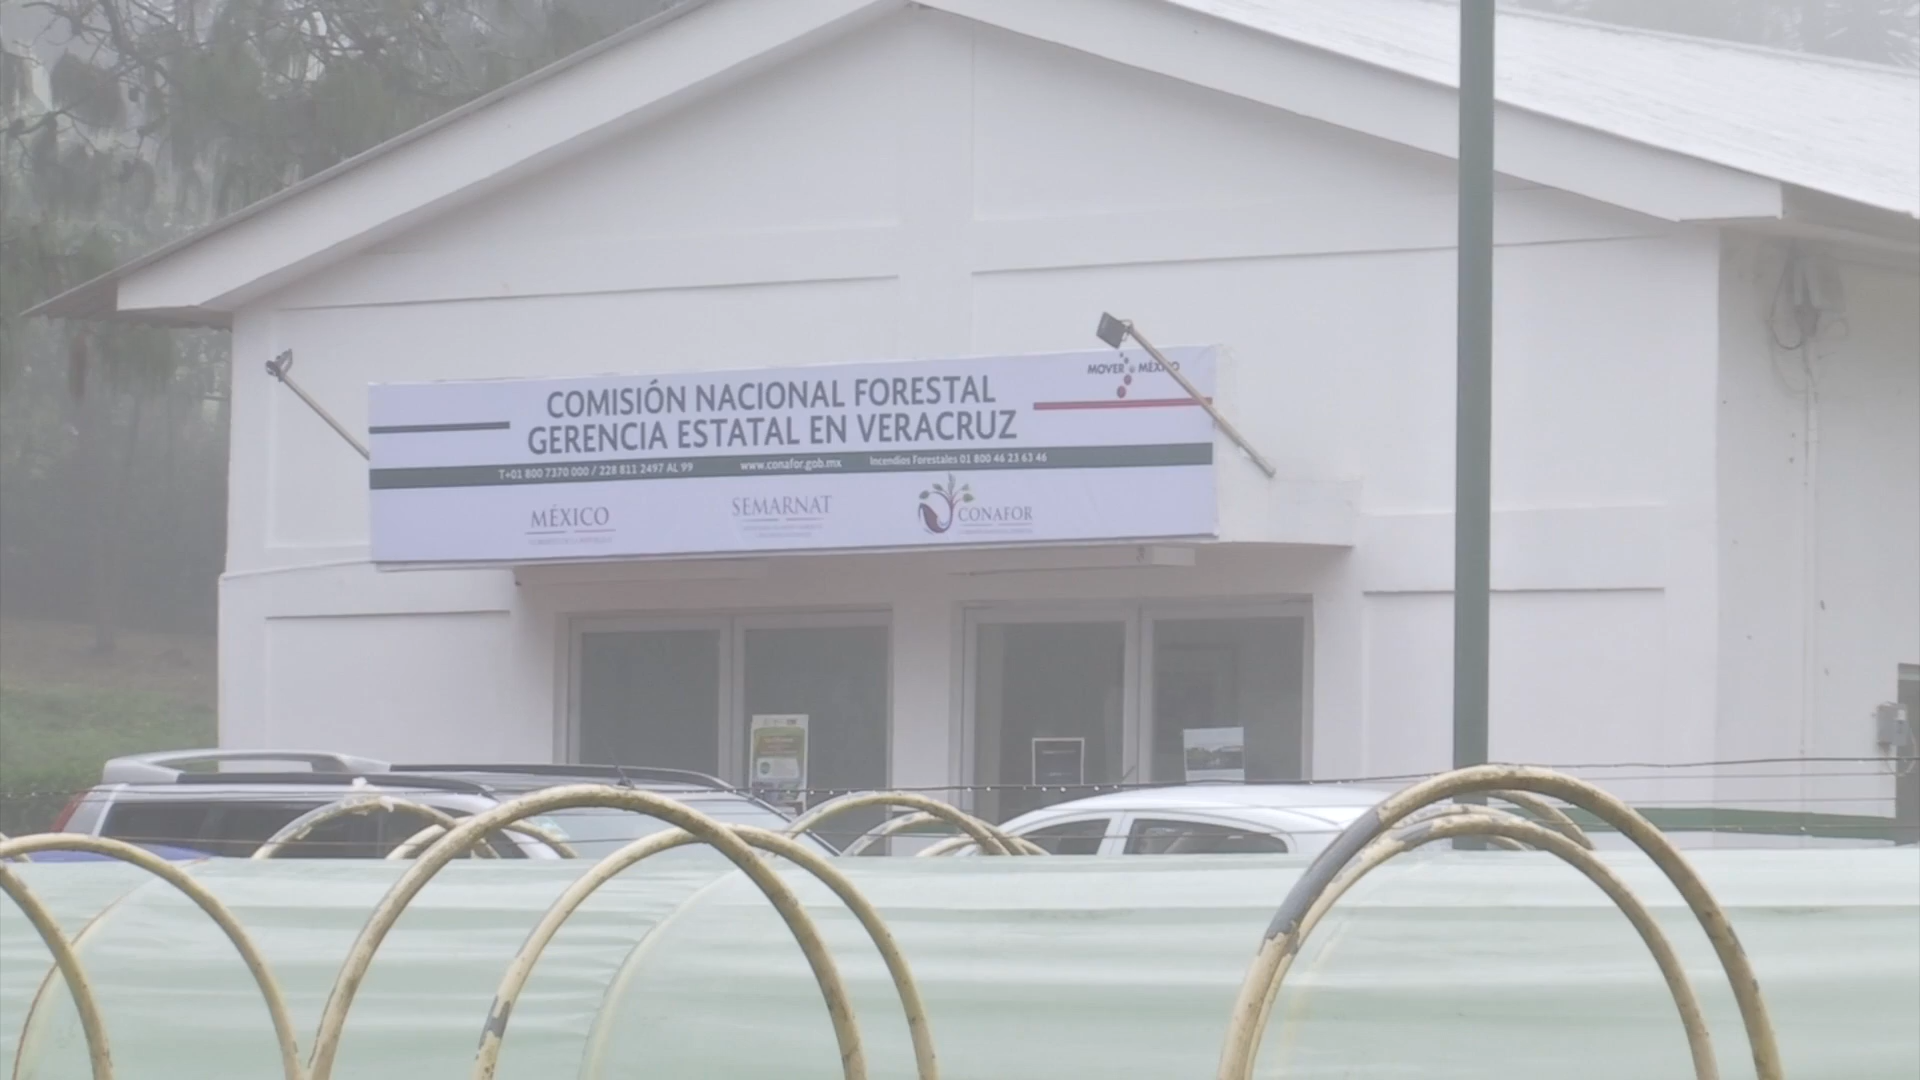 MOVER A MÉXICO
COMISIÓN NACIONAL FORESTAL
GERENCIA ESTATAL EN VERACRUZ
T+01 800 7370 000 / 228 811 2497 AL 99 www.conafor.gob.mx Incendios Forestales 01 800 46 23 63 46
MÉXICO SEMARNAT CONAFOR